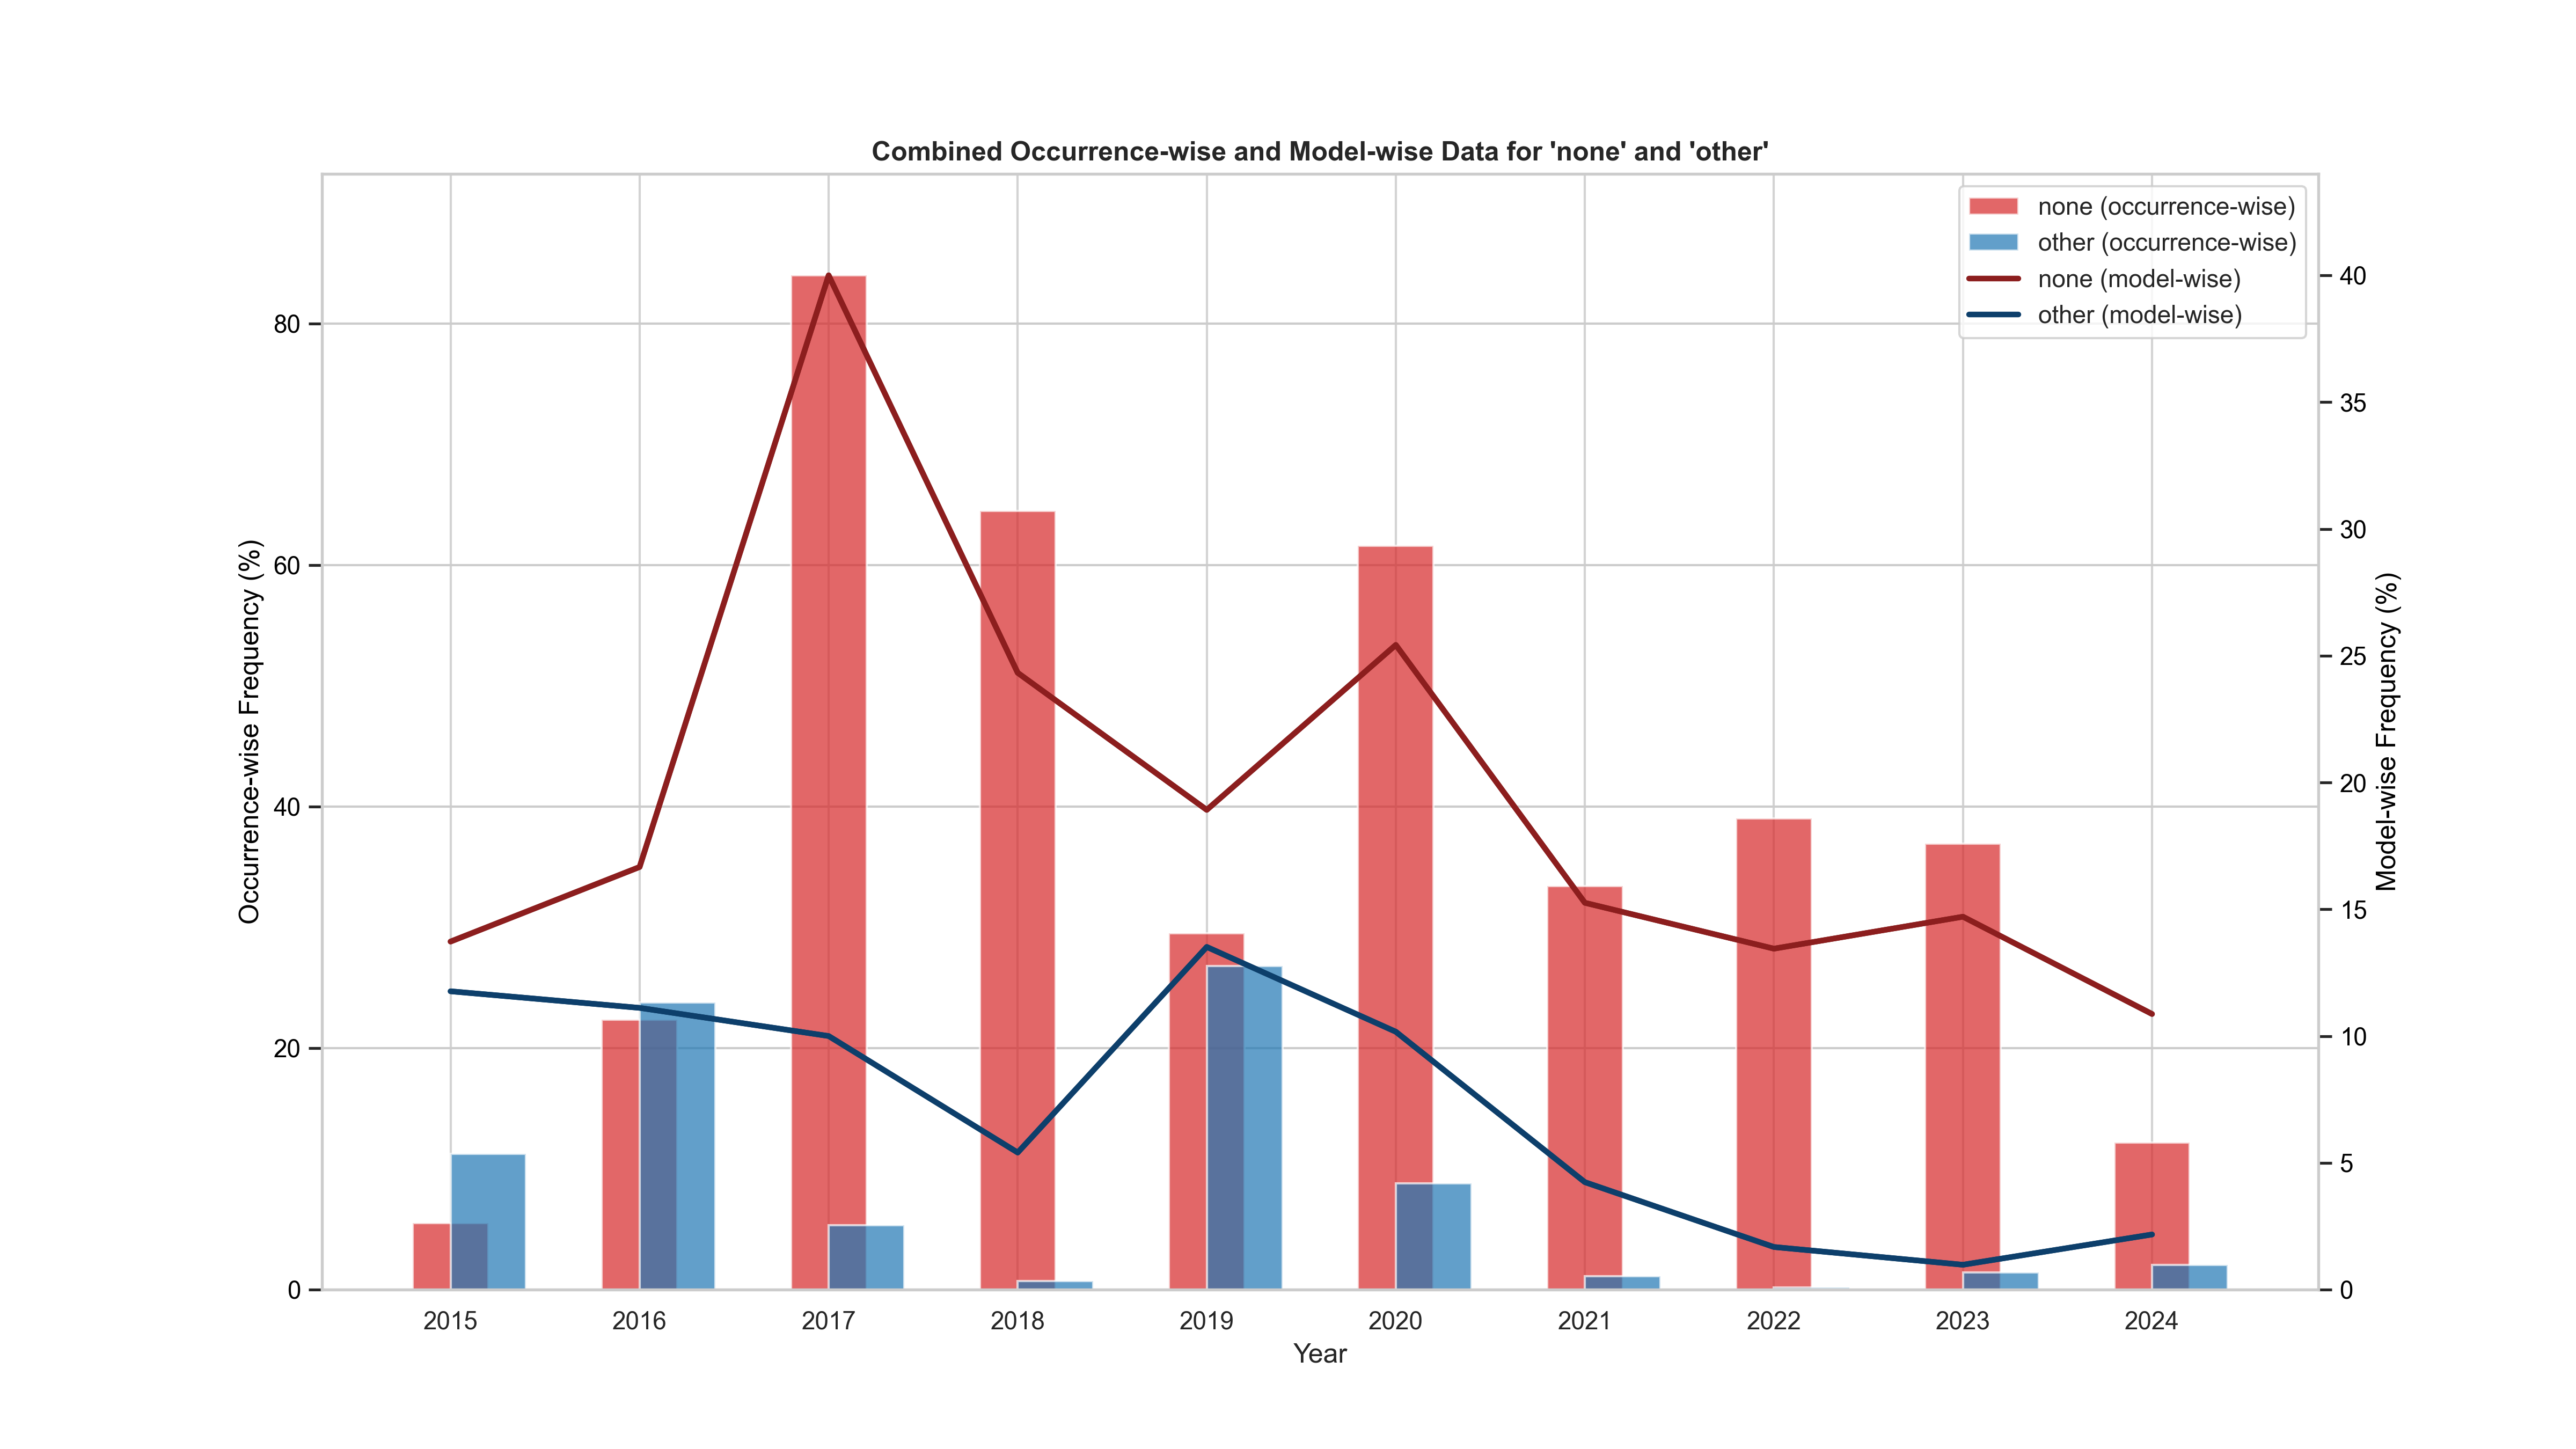 Combined Occurrence-wise and Model-wise Data for 'none' and 'other'
none (occurrence-wise)
other (occurrence-wise)
none (model-wise)
other (model-wise)
Occurrence-wise Frequency (%)
80
60
40
20
0
40
35
30
25
20
15
10
5
0
Model-wise Frequency (%)
2015 2016 2017 2018 2019 2020 2021 2022 2023 2024
Year